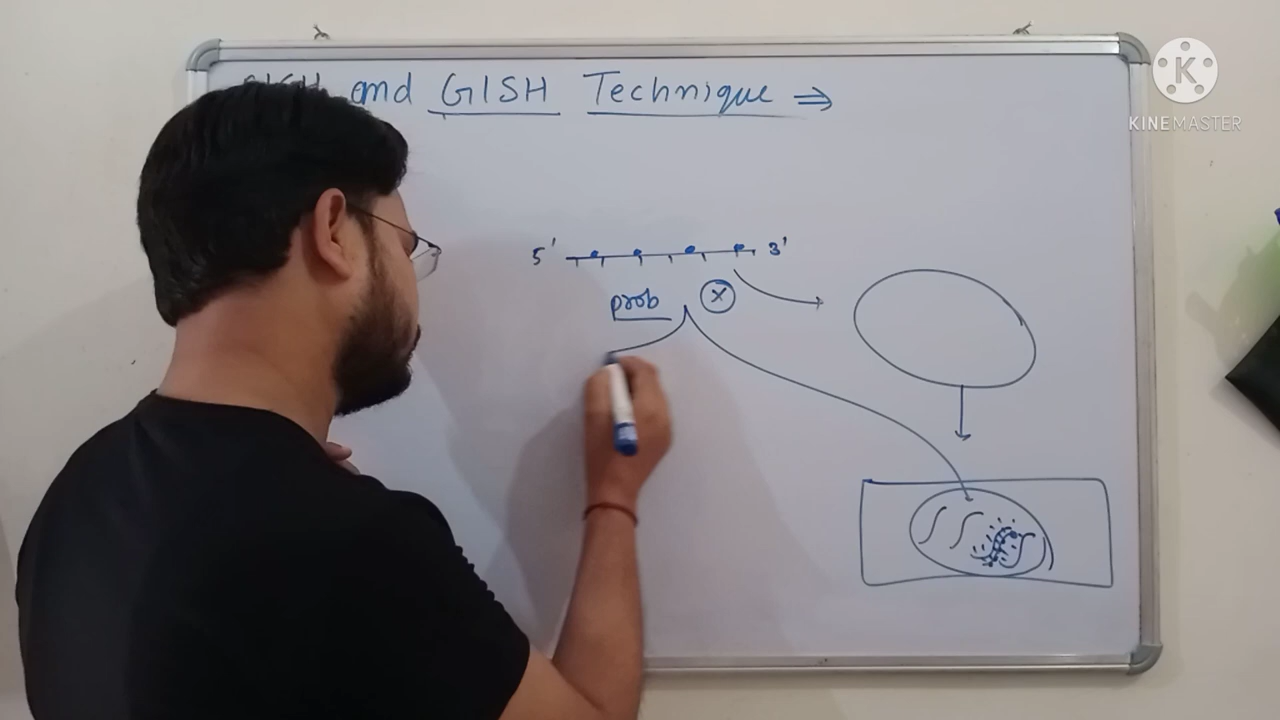 and GISH Technique ⇒
K
KINEMASTER
5' 3'
prob X